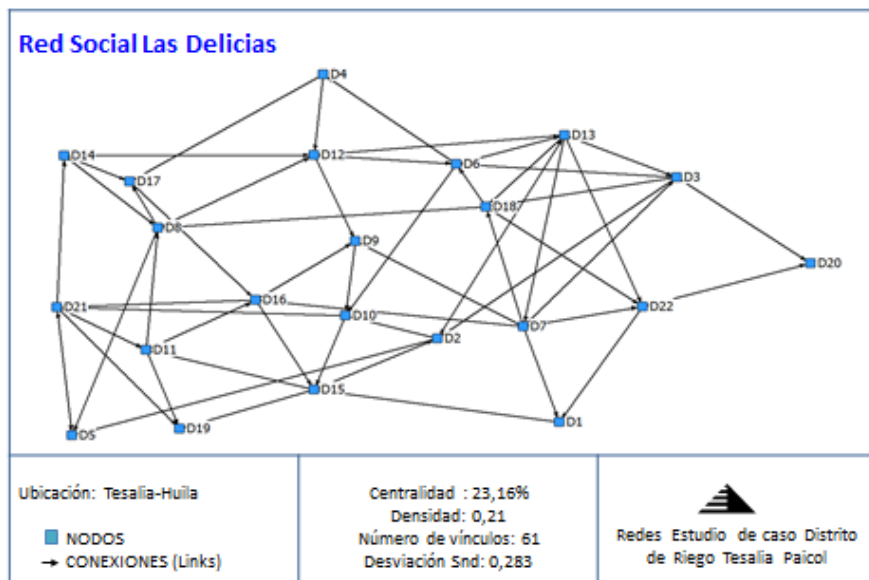 Red Social Las Delicias
D4
D13
D14
D12
D6
D3
D17
D18
D8
D9
D20
D21
D16
D10
D22
D7
D2
D11
D15
D1
D19
D5
Ubicación: Tesalia-Huila
NODOS
CONEXIONES (Links)
Centralidad : 23,16%
Densidad: 0,21
Número de vínculos: 61
Desviación Snd: 0,283
Redes Estudio de caso Distrito
de Riego Tesalia Paicol